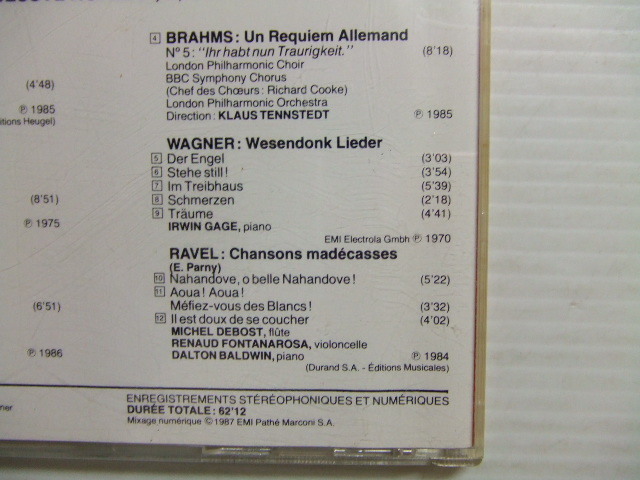 (4'48)
℗ 1985
itions Heugel)
(8'51)
℗ 1975
(6'51)
℗ 1986
4 BRAHMS : Un Requiem Allemand
N° 5 : "Ihr habt nun Traurigkeit." (8'18)
London Philharmonic Choir
BBC Symphony Chorus
(Chef des Chœurs : Richard Cooke)
London Philharmonic Orchestra
Direction : KLAUS TENNSTEDT ℗ 1985
WAGNER : Wesendonk Lieder
5 Der Engel (3'03)
6 Stehe still ! (3'54)
7 Im Treibhaus (5'39)
8 Schmerzen (2'18)
9 Träume (4'41)
IRWIN GAGE, piano
EMI Electrola Gmbh ℗ 1970
RAVEL : Chansons madécasses
(E. Parny)
10 Nahandove, o belle Nahandove ! (5'22)
11 Aoua ! Aoua !
Méfiez-vous des Blancs ! (3'32)
12 Il est doux de se coucher (4'02)
MICHEL DEBOST, flûte
RENAUD FONTANAROSA, violoncelle
DALTON BALDWIN, piano ℗ 1984
(Durand S.A. - Éditions Musicales)
ENREGISTREMENTS STÉRÉOPHONIQUES ET NUMÉRIQUES
DURÉE TOTALE : 62'12
Mixage numérique © 1987 EMI Pathé Marconi S.A.